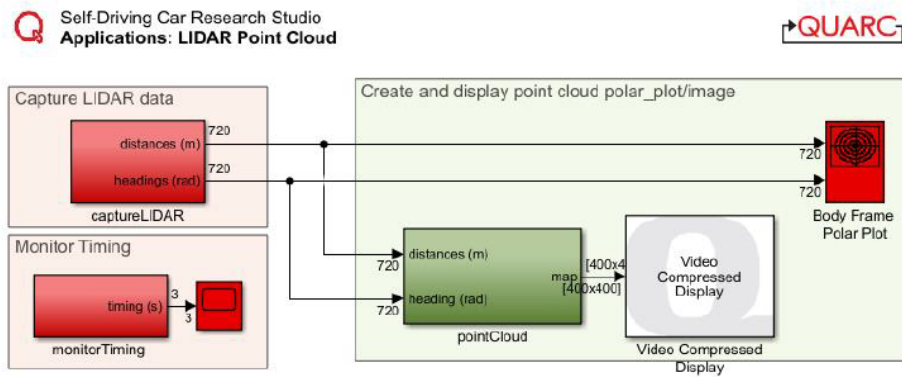 Self-Driving Car Research Studio
Applications: LIDAR Point Cloud
QUARC
Capture LIDAR data
distances (m)
720
headings (rad)
720
captureLIDAR
Monitor Timing
timing (s)
3
3
monitorTiming
Create and display point cloud polar_plot/image
720
720
Body Frame
Polar Plot
720
distances (m)
720
heading (rad)
map
[400x4
[400x400]
pointCloud
Video
Compressed
Display
Video Compressed
Display